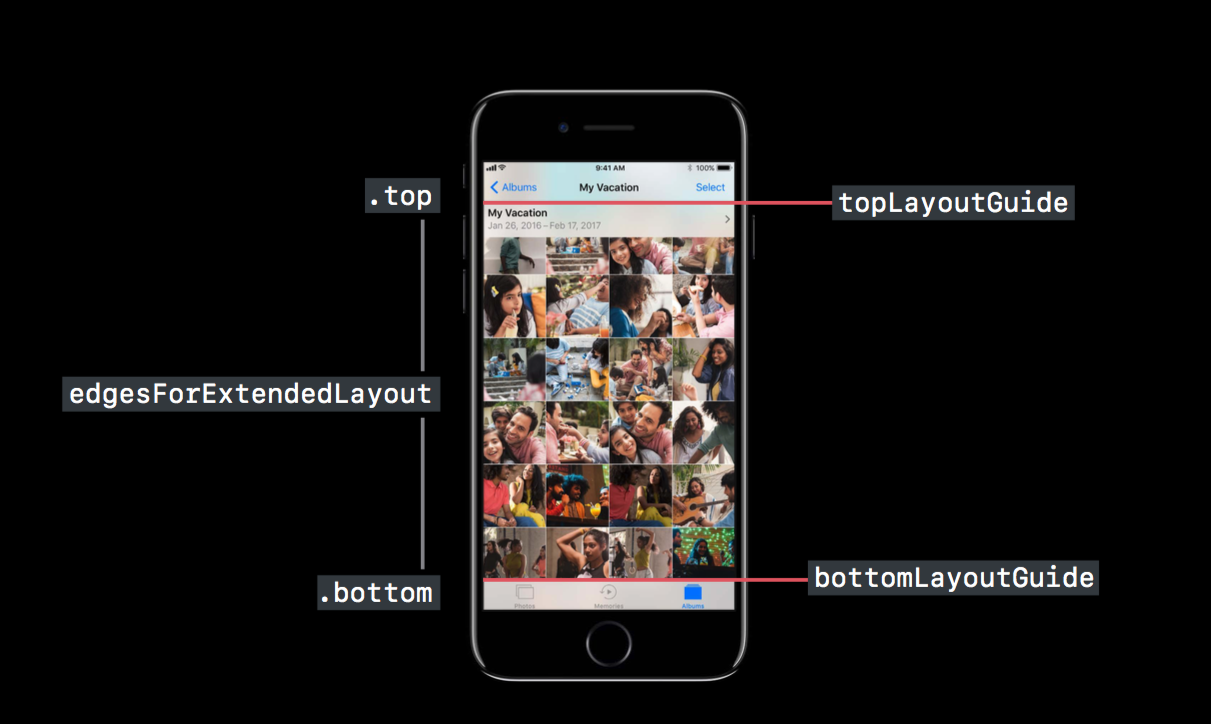 9:41 AM
100%
Albums
My Vacation
Select
.top
topLayoutGuide
My Vacation
Jan 26, 2016 – Feb 17, 2017
edgesForExtendedLayout
bottomLayoutGuide
.bottom
Photos
Memories
Albums